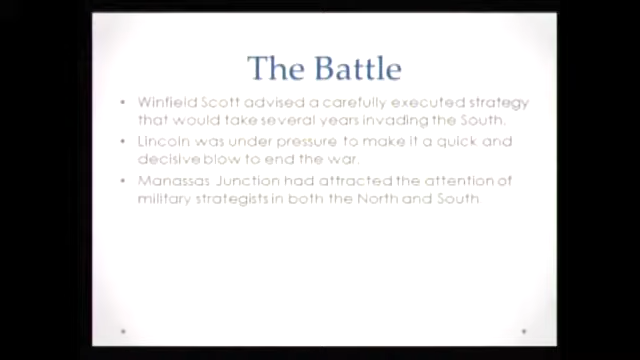 The Battle
• Winfield Scott advised a carefully executed strategy
that would take several years invading the South.
• Lincoln was under pressure to make it a quick and
decisive blow to end the war.
• Manassas Junction had attracted the attention of
military strategists in both the North and South